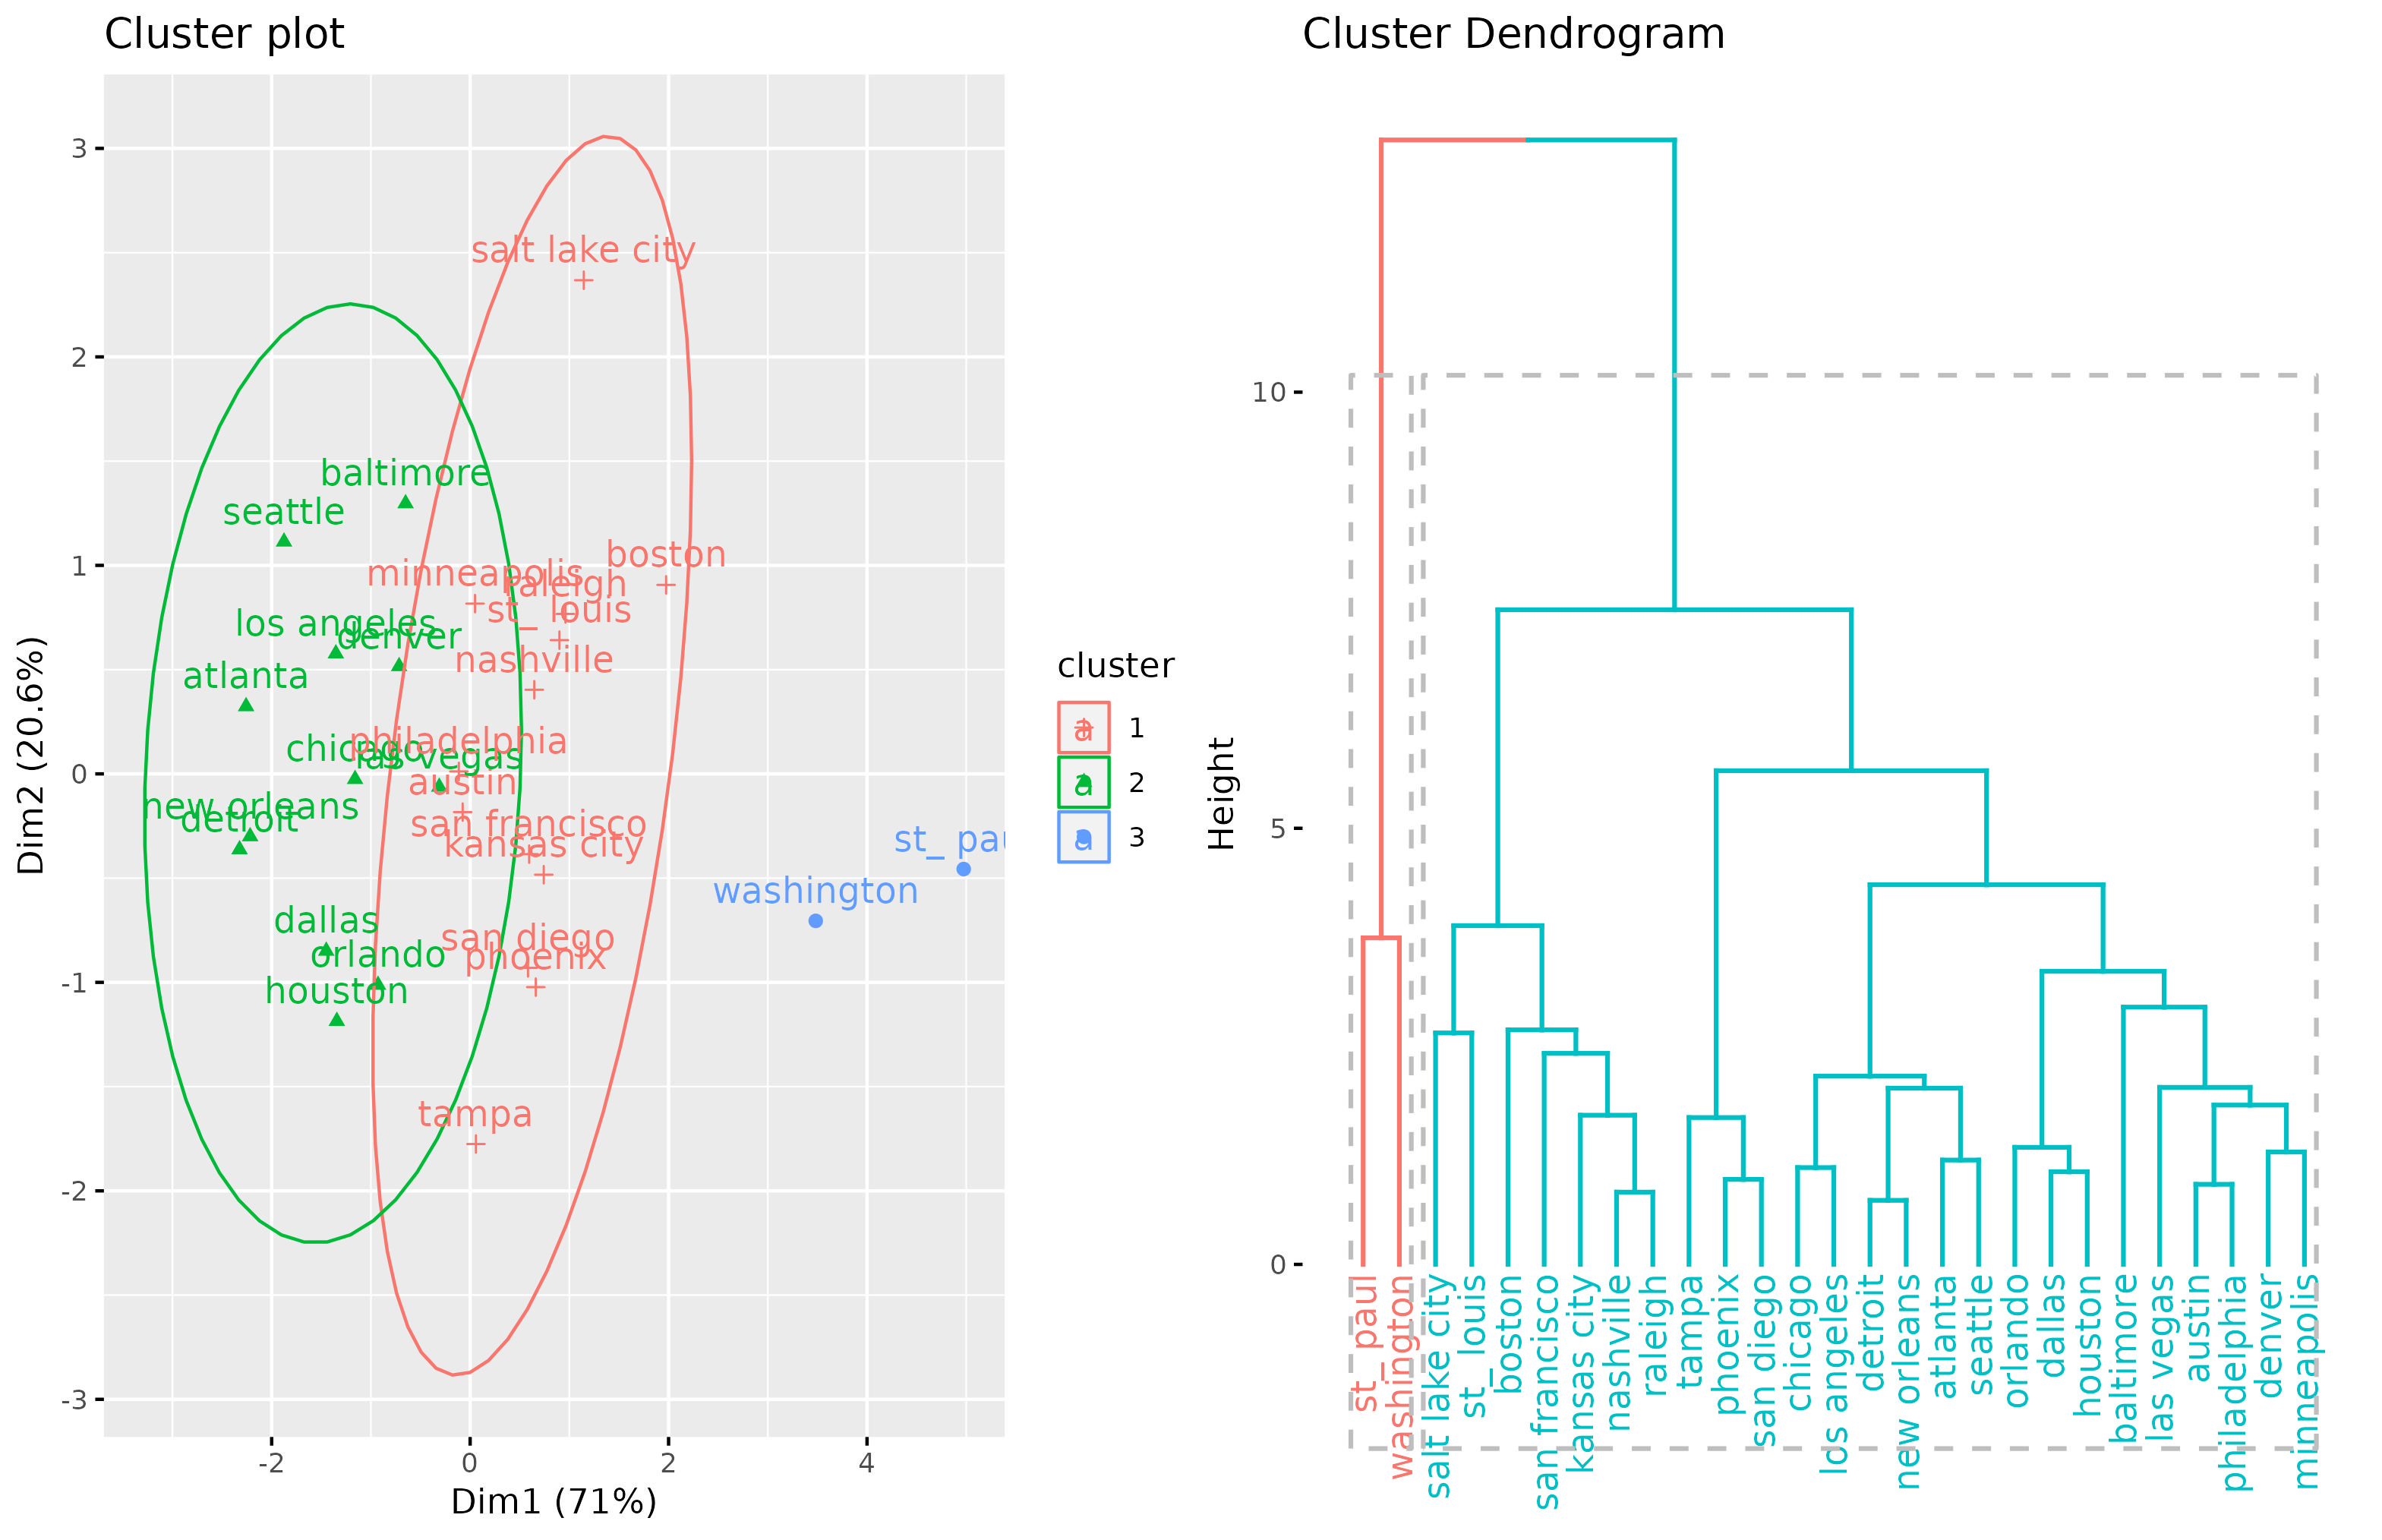 Cluster plot
3
2
1
0
-1
-2
-3
Dim2 (20.6%)
salt lake city
baltimore
seattle
boston
minneapolis
raleigh
st_ louis
los angeles
denver
nashville
atlanta
philadelphia
chicago
las vegas
austin
new orleans
detroit
san francisco
kansas city
st_ pau
washington
dallas
san diego
orlando
phoenix
houston
tampa
-2
0
2
4
Dim1 (71%)
cluster
a 1
a 2
a 3
Cluster Dendrogram
10
5
0
Height
st_ paul
washington
salt lake city
st_ louis
boston
san francisco
kansas city
nashville
raleigh
tampa
phoenix
san diego
chicago
los angeles
detroit
new orleans
atlanta
seattle
orlando
dallas
houston
baltimore
las vegas
austin
philadelphia
denver
minneapolis